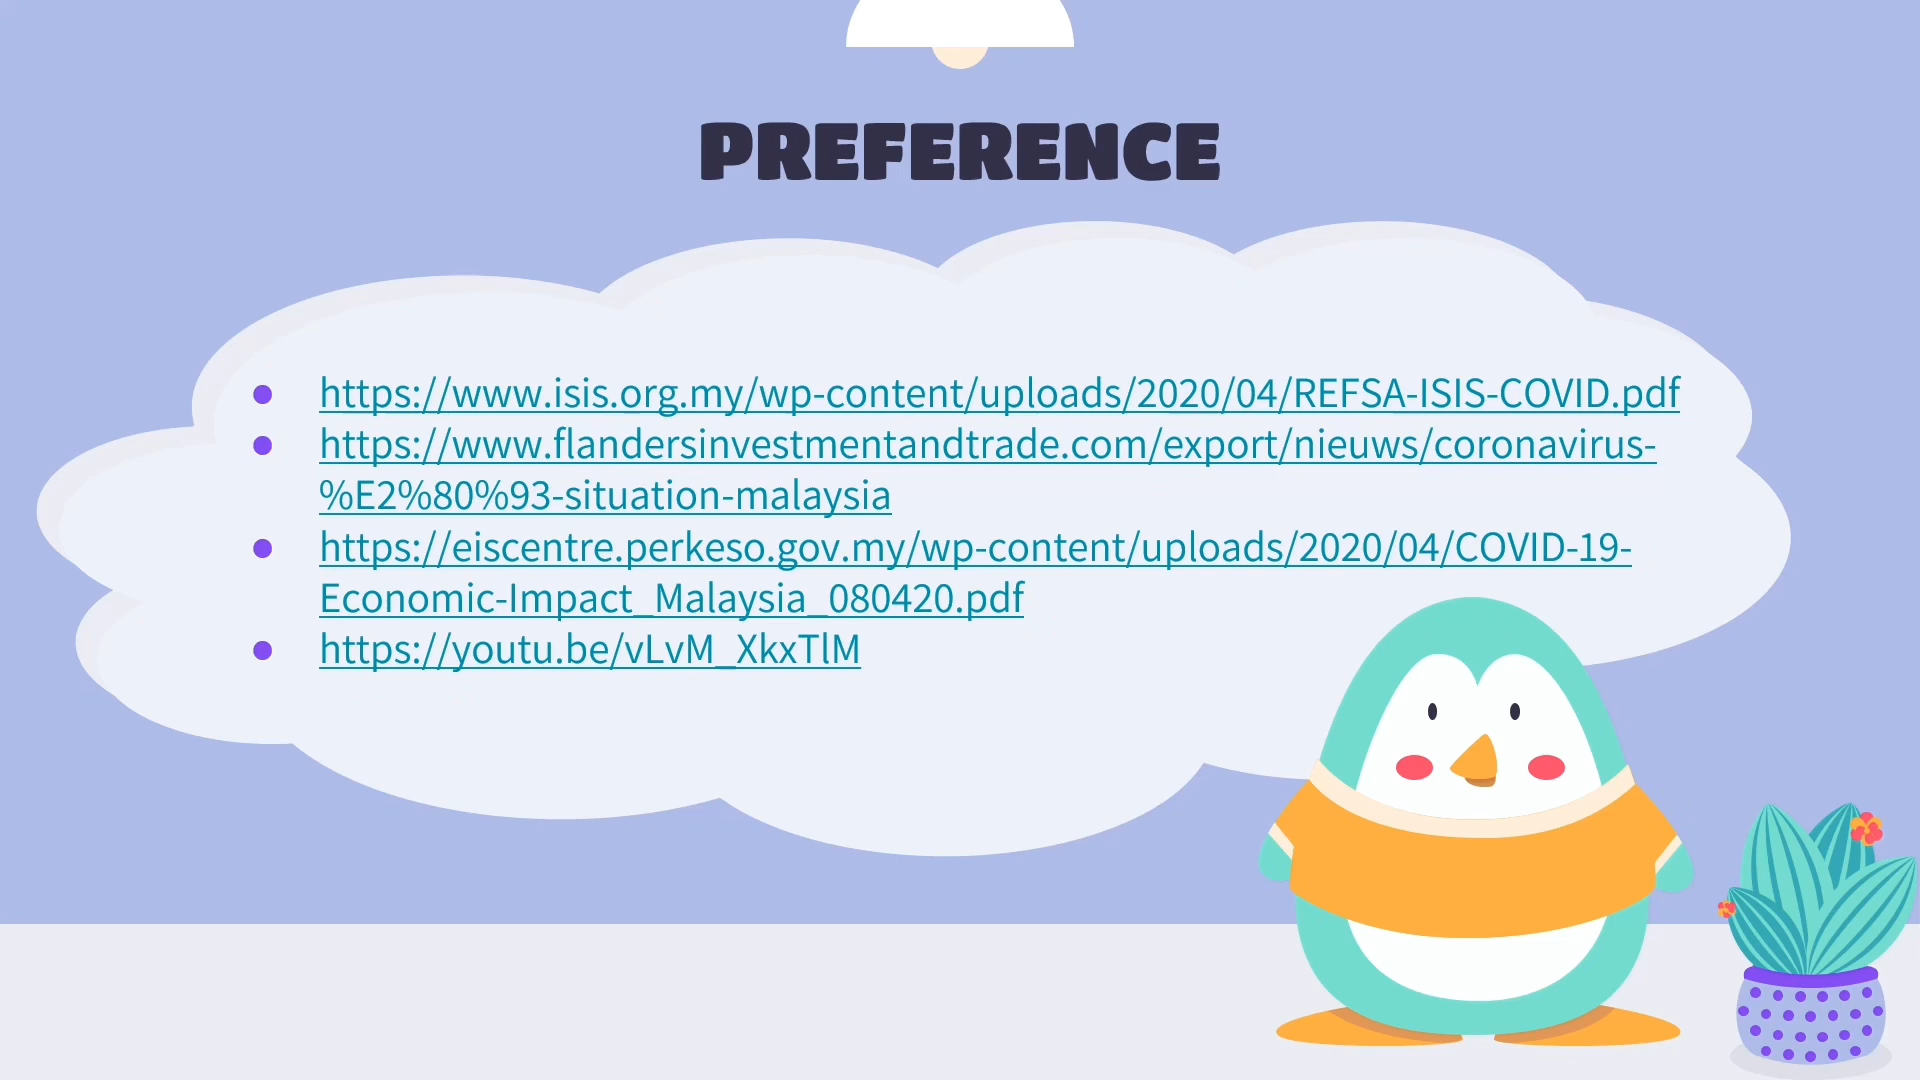 PREFERENCE
https://www.isis.org.my/wp-content/uploads/2020/04/REFSA-ISIS-COVID.pdf
https://www.flandersinvestmentandtrade.com/export/nieuws/coronavirus-
%E2%80%93-situation-malaysia
https://eiscentre.perkeso.gov.my/wp-content/uploads/2020/04/COVID-19-
Economic-Impact_Malaysia_080420.pdf
https://youtu.be/vLvM_XkxTlM